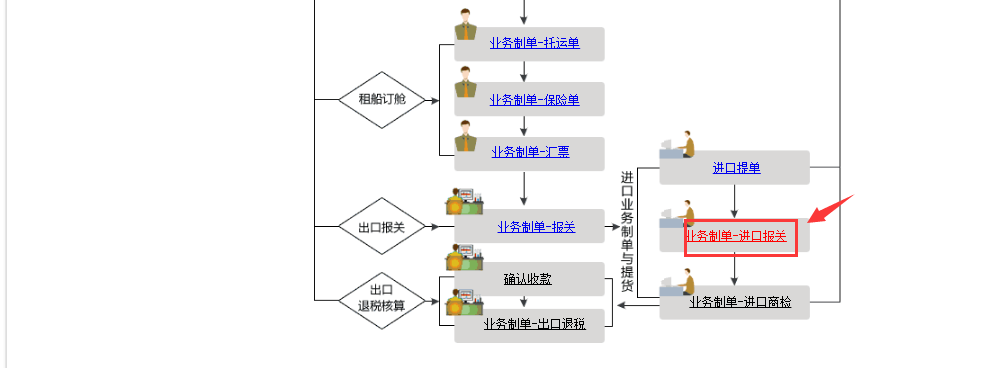 业务制单-托运单
租船订舱
业务制单-保险单
业务制单-汇票
进口业务制单与提货
进口提单
出口报关
业务制单-报关
业务制单-进口报关
确认收款
出口
退税核算
业务制单-进口商检
业务制单-出口退税